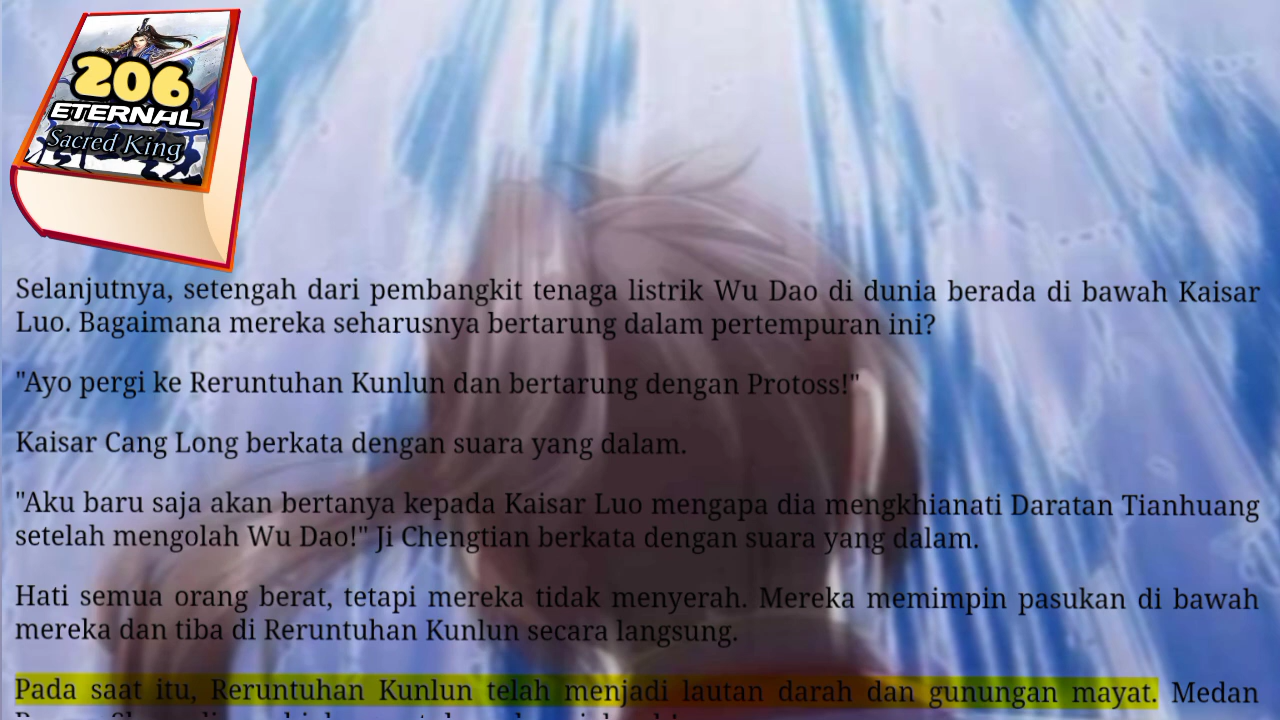 206
ETERNAL
Sacred King
Selanjutnya, setengah dari pembangkit tenaga listrik Wu Dao di dunia berada di bawah Kaisar
Luo. Bagaimana mereka seharusnya bertarung dalam pertempuran ini?
"Ayo pergi ke Reruntuhan Kunlun dan bertarung dengan Protoss!"
Kaisar Cang Long berkata dengan suara yang dalam.
"Aku baru saja akan bertanya kepada Kaisar Luo mengapa dia mengkhianati Daratan Tianhuang
setelah mengolah Wu Dao!" Ji Chengtian berkata dengan suara yang dalam.
Hati semua orang berat, tetapi mereka tidak menyerah. Mereka memimpin pasukan di bawah
mereka dan tiba di Reruntuhan Kunlun secara langsung.
Pada saat itu, Reruntuhan Kunlun telah menjadi lautan darah dan gunungan mayat. Medan